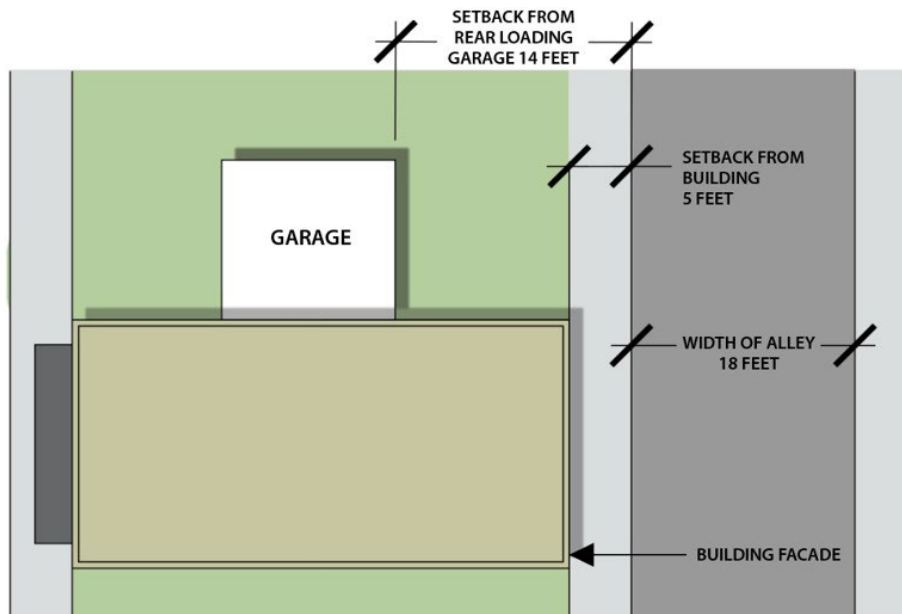 SETBACK FROM
REAR LOADING
GARAGE 14 FEET
SETBACK FROM
BUILDING
5 FEET
GARAGE
WIDTH OF ALLEY
18 FEET
BUILDING FACADE